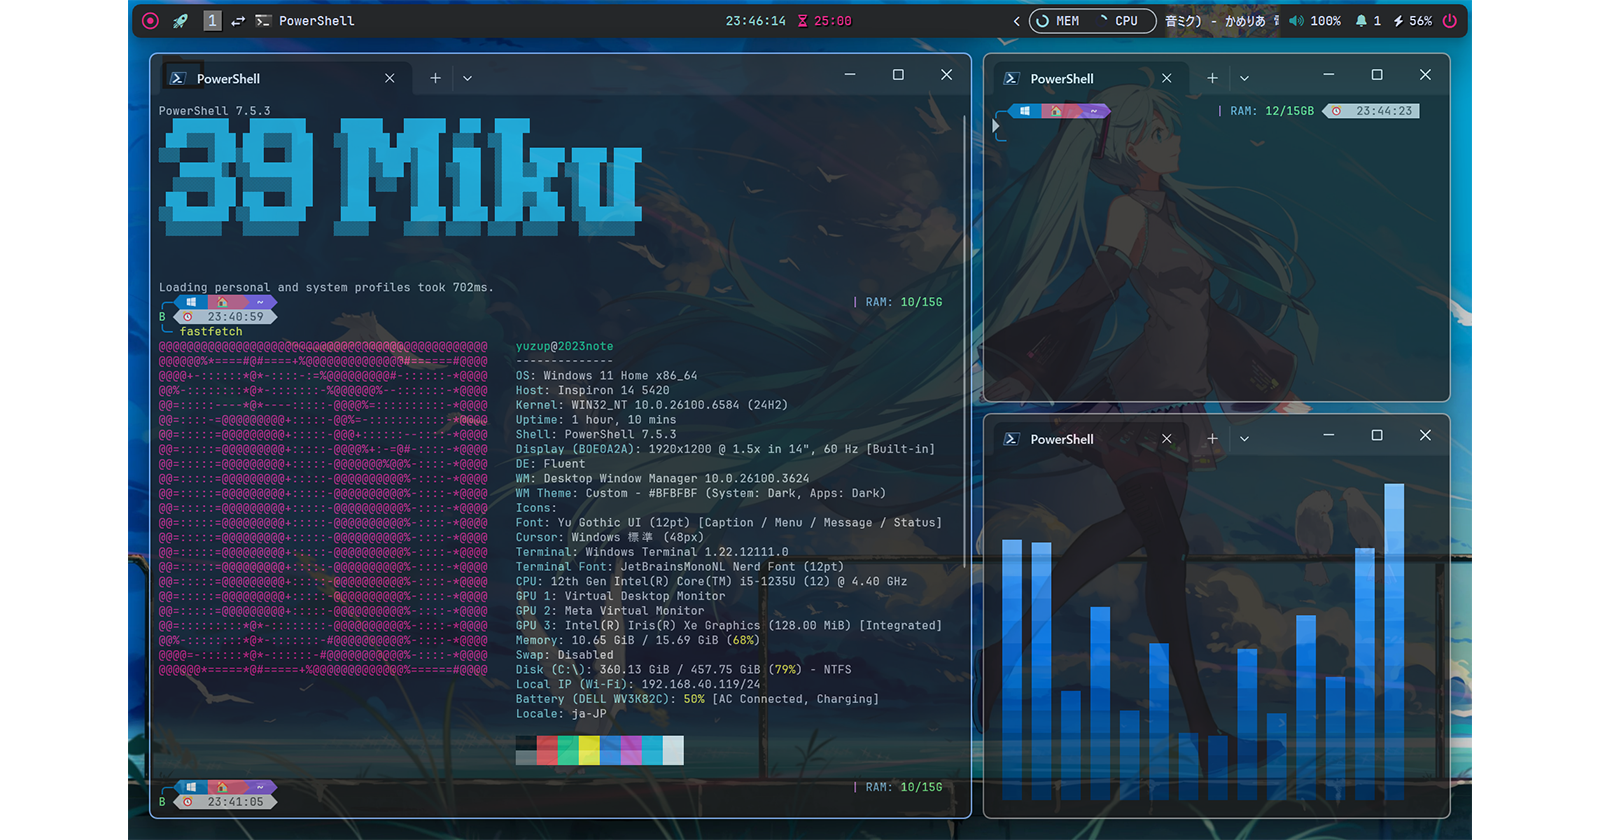 1 PowerShell 23:46:14 25:00 MEM CPU 音ミク) - かめりあ 100% 1 56%
PowerShell
PowerShell 7.5.3
39 Miku
Loading personal and system profiles took 702ms.
~ | RAM: 10/15G
B 23:40:59
fastfetch
@@@@@@@@@@@@@@@@@@@@@@@@@@@@@@@@@@@@@@@@@@@@@@@
yuzup@2023note
--------------
OS: Windows 11 Home x86_64
Host: Inspiron 14 5420
Kernel: WIN32_NT 10.0.26100.6584 (24H2)
Uptime: 1 hour, 10 mins
Shell: PowerShell 7.5.3
Display (BOE0A2A): 1920x1200 @ 1.5x in 14", 60 Hz [Built-in]
DE: Fluent
WM: Desktop Window Manager 10.0.26100.3624
WM Theme: Custom - #BFBFBF (System: Dark, Apps: Dark)
Icons:
Font: Yu Gothic UI (12pt) [Caption / Menu / Message / Status]
Cursor: Windows 標準 (48px)
Terminal: Windows Terminal 1.22.12111.0
Terminal Font: JetBrainsMonoNL Nerd Font (12pt)
CPU: 12th Gen Intel(R) Core(TM) i5-1235U (12) @ 4.40 GHz
GPU 1: Virtual Desktop Monitor
GPU 2: Meta Virtual Monitor
GPU 3: Intel(R) Iris(R) Xe Graphics (128.00 MiB) [Integrated]
Memory: 10.65 GiB / 15.69 GiB (68%)
Swap: Disabled
Disk (C:\): 360.13 GiB / 457.75 GiB (79%) - NTFS
Local IP (Wi-Fi): 192.168.40.119/24
Battery (DELL WV3K82C): 50% [AC Connected, Charging]
Locale: ja-JP
~ | RAM: 10/15G
B 23:41:05
PowerShell
~ | RAM: 12/15GB 23:44:23
PowerShell